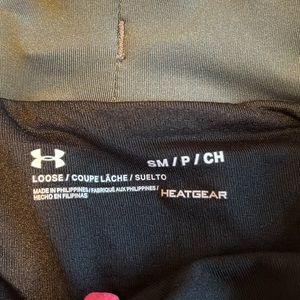 SM / P / CH
LOOSE / COUPE LÂCHE / SUELTO
MADE IN PHILIPPINES / FABRIQUÉ AUX PHILIPPINES /
HECHO EN FILIPINAS
HEATGEAR